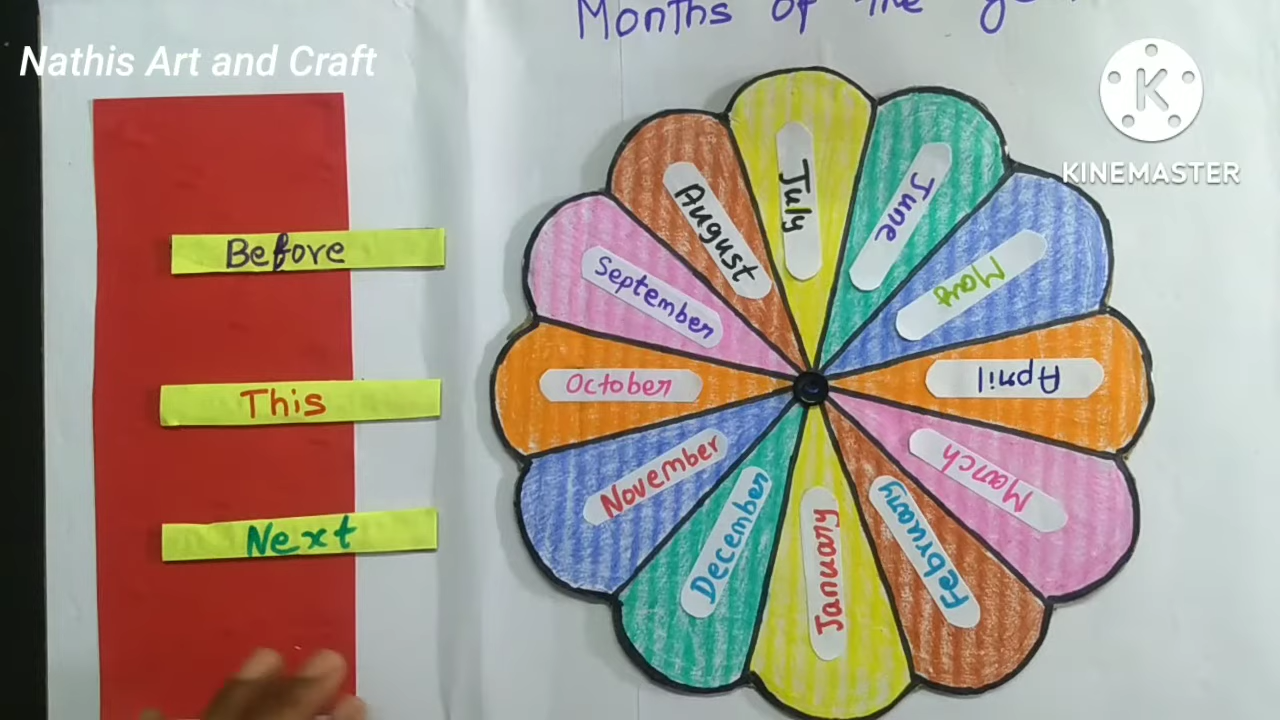 Months of the year
Nathis Art and Craft
KINEMASTER
Before
This
Next
July
June
May
April
March
February
January
December
November
October
September
August